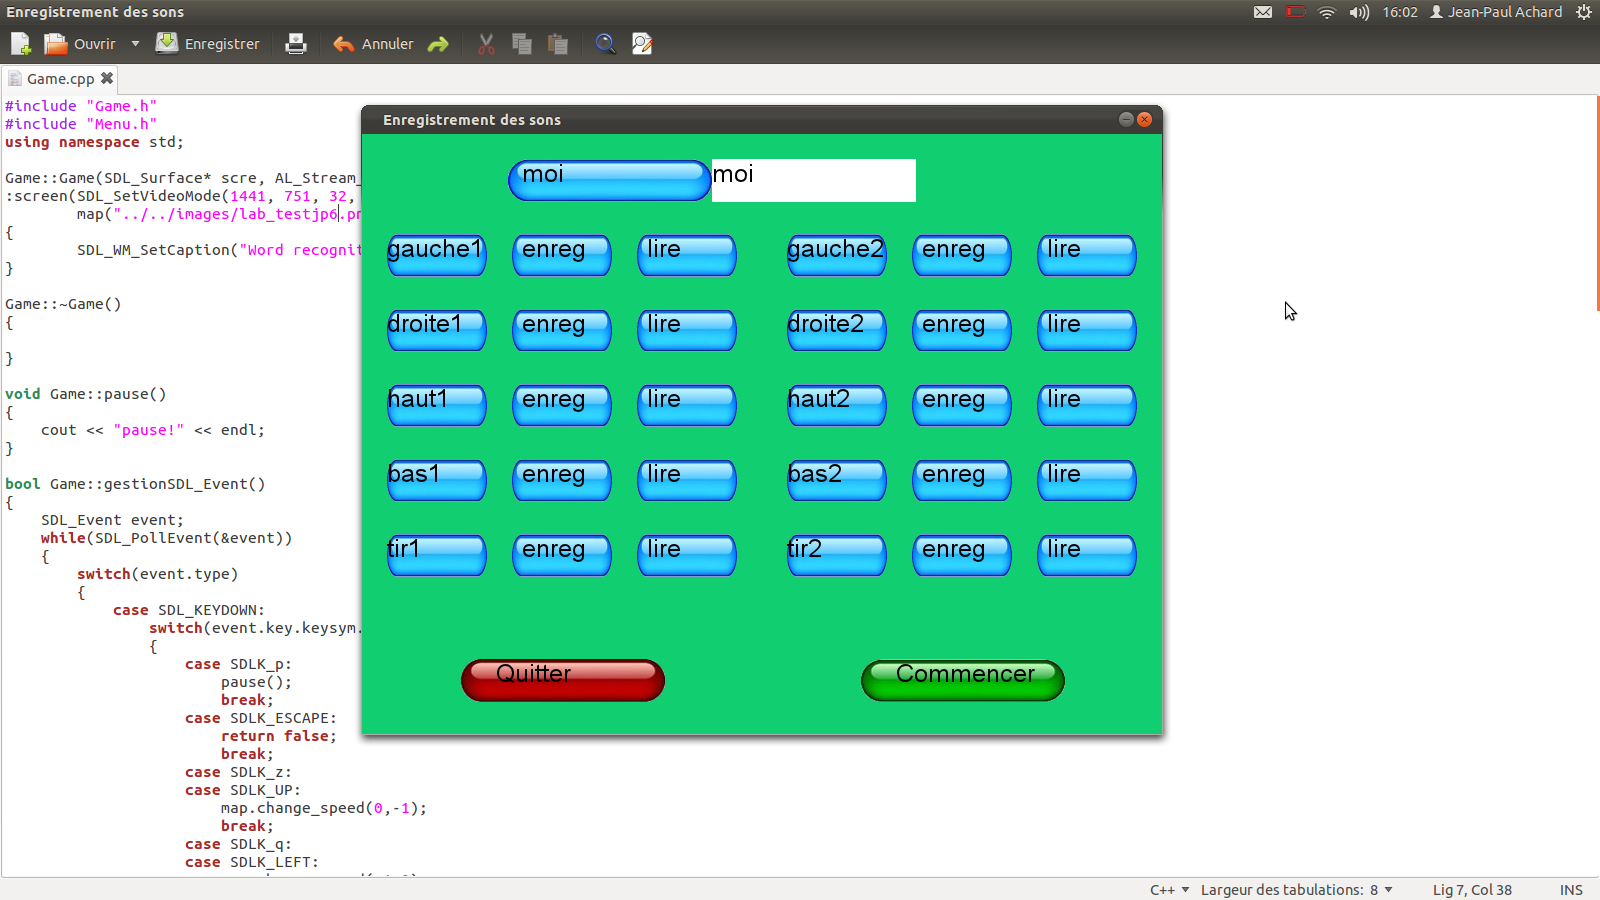 Enregistrement des sons
16:02 Jean-Paul Achard
Ouvrir Enregistrer Annuler
Game.cpp
#include "Game.h"
#include "Menu.h"
using namespace std;
Game::Game(SDL_Surface* scre, AL_Stream_
:screen(SDL_SetVideoMode(1441, 751, 32,
map("../../images/lab_testjp6.pn
{
SDL_WM_SetCaption("Word recognit
}
Game::~Game()
{
}
void Game::pause()
{
cout << "pause!" << endl;
}
bool Game::gestionSDL_Event()
{
SDL_Event event;
while(SDL_PollEvent(&event))
{
switch(event.type)
{
case SDL_KEYDOWN:
switch(event.key.keysym.
{
case SDLK_p:
pause();
break;
case SDLK_ESCAPE:
return false;
break;
case SDLK_z:
case SDLK_UP:
map.change_speed(0,-1);
break;
case SDLK_q:
case SDLK_LEFT:
Enregistrement des sons
moi moi
gauche1 enreg lire gauche2 enreg lire
droite1 enreg lire droite2 enreg lire
haut1 enreg lire haut2 enreg lire
bas1 enreg lire bas2 enreg lire
tir1 enreg lire tir2 enreg lire
Quitter Commencer
C++ Largeur des tabulations: 8 Lig 7, Col 38 INS